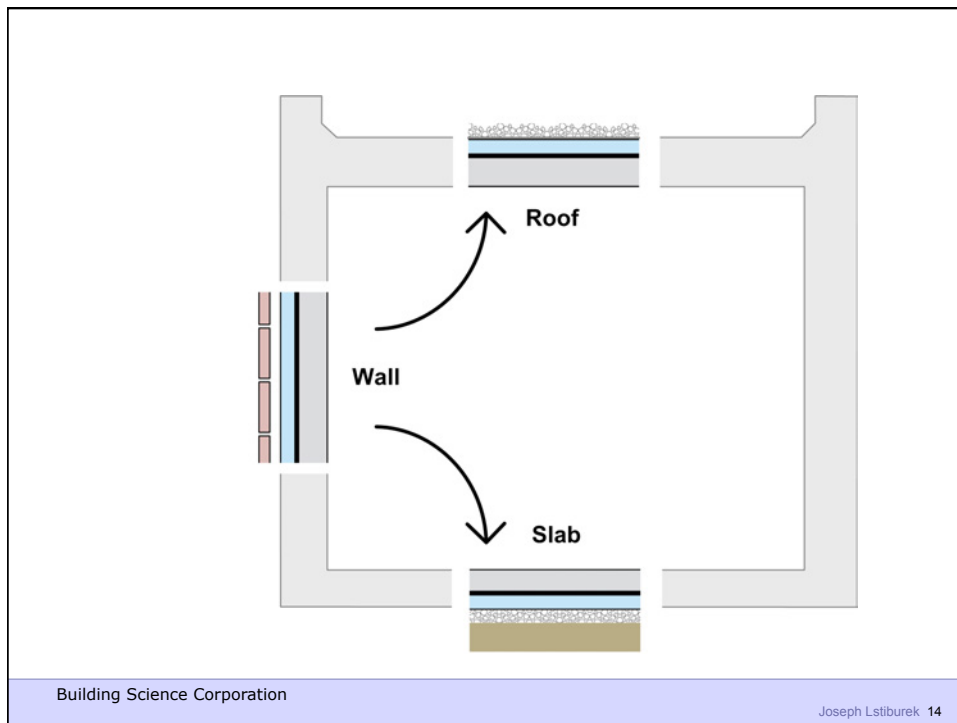 Roof
Wall
Slab
Building Science Corporation
Joseph Lstiburek 14